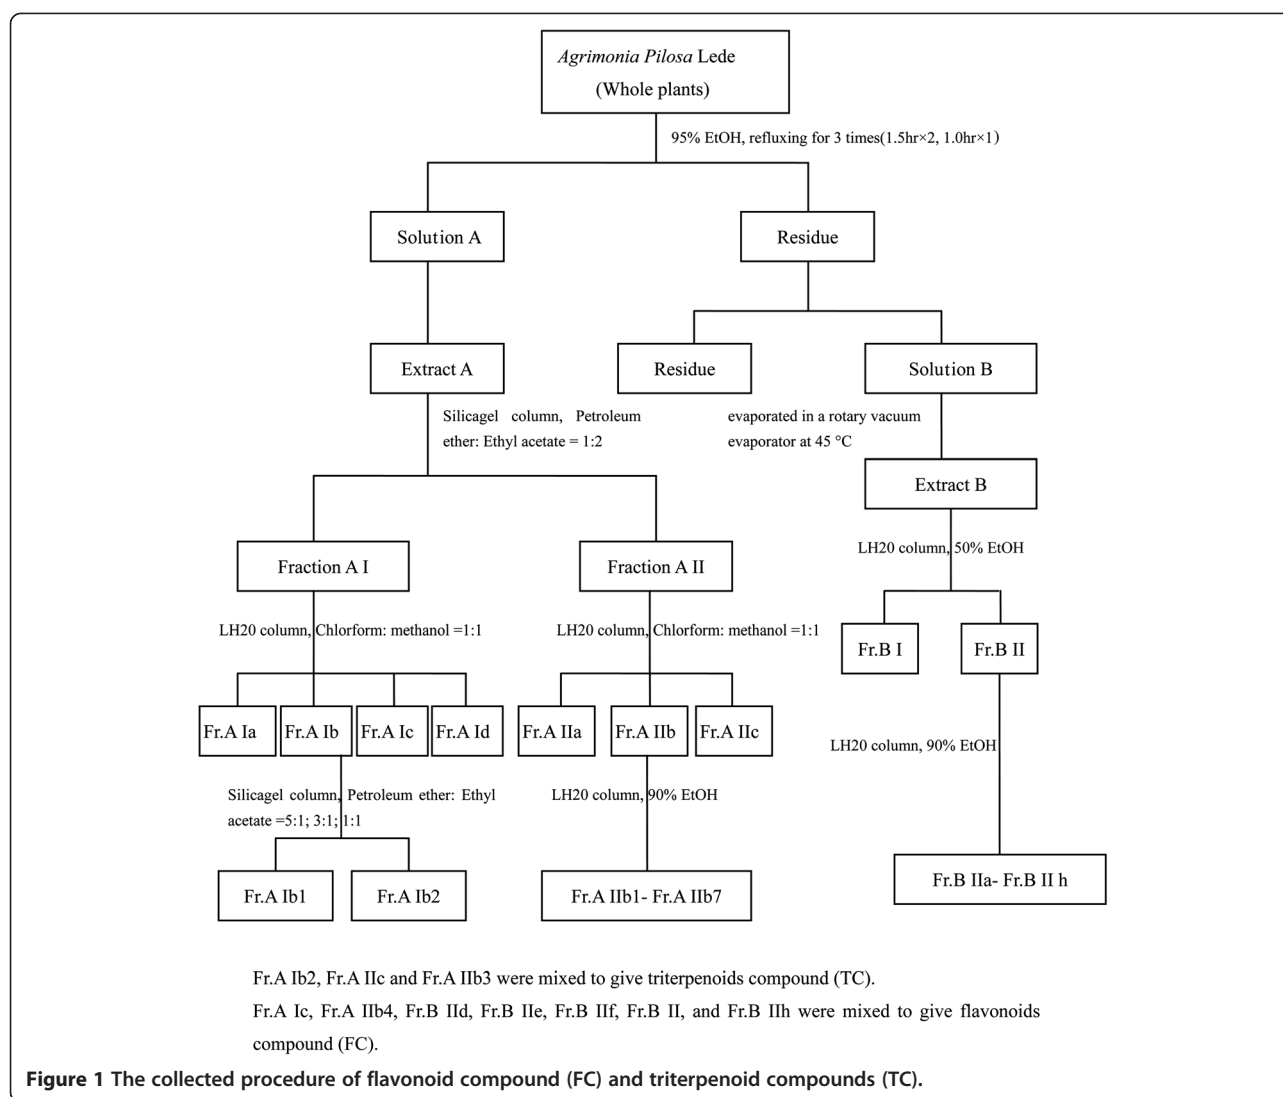 Agrimonia Pilosa Lede
(Whole plants)
95% EtOH, refluxing for 3 times(1.5hr×2, 1.0hr×1)
Solution A
Residue
Extract A
Residue
Solution B
Silicagel column, Petroleum
ether: Ethyl acetate = 1:2
evaporated in a rotary vacuum
evaporator at 45 °C
Extract B
LH20 column, 50% EtOH
Fraction A I
Fraction A II
LH20 column, Chlorform: methanol =1:1
LH20 column, Chlorform: methanol =1:1
Fr.B I
Fr.B II
Fr.A Ia
Fr.A Ib
Fr.A Ic
Fr.A Id
Fr.A IIa
Fr.A IIb
Fr.A IIc
LH20 column, 90% EtOH
Silicagel column, Petroleum ether: Ethyl
acetate =5:1; 3:1; 1:1
LH20 column, 90% EtOH
Fr.A Ib1
Fr.A Ib2
Fr.A IIb1- Fr.A IIb7
Fr.B IIa- Fr.B II h
Fr.A Ib2, Fr.A IIc and Fr.A IIb3 were mixed to give triterpenoids compound (TC).
Fr.A Ic, Fr.A IIb4, Fr.B IId, Fr.B IIe, Fr.B IIf, Fr.B II, and Fr.B IIh were mixed to give flavonoids
compound (FC).
Figure 1 The collected procedure of flavonoid compound (FC) and triterpenoid compounds (TC).